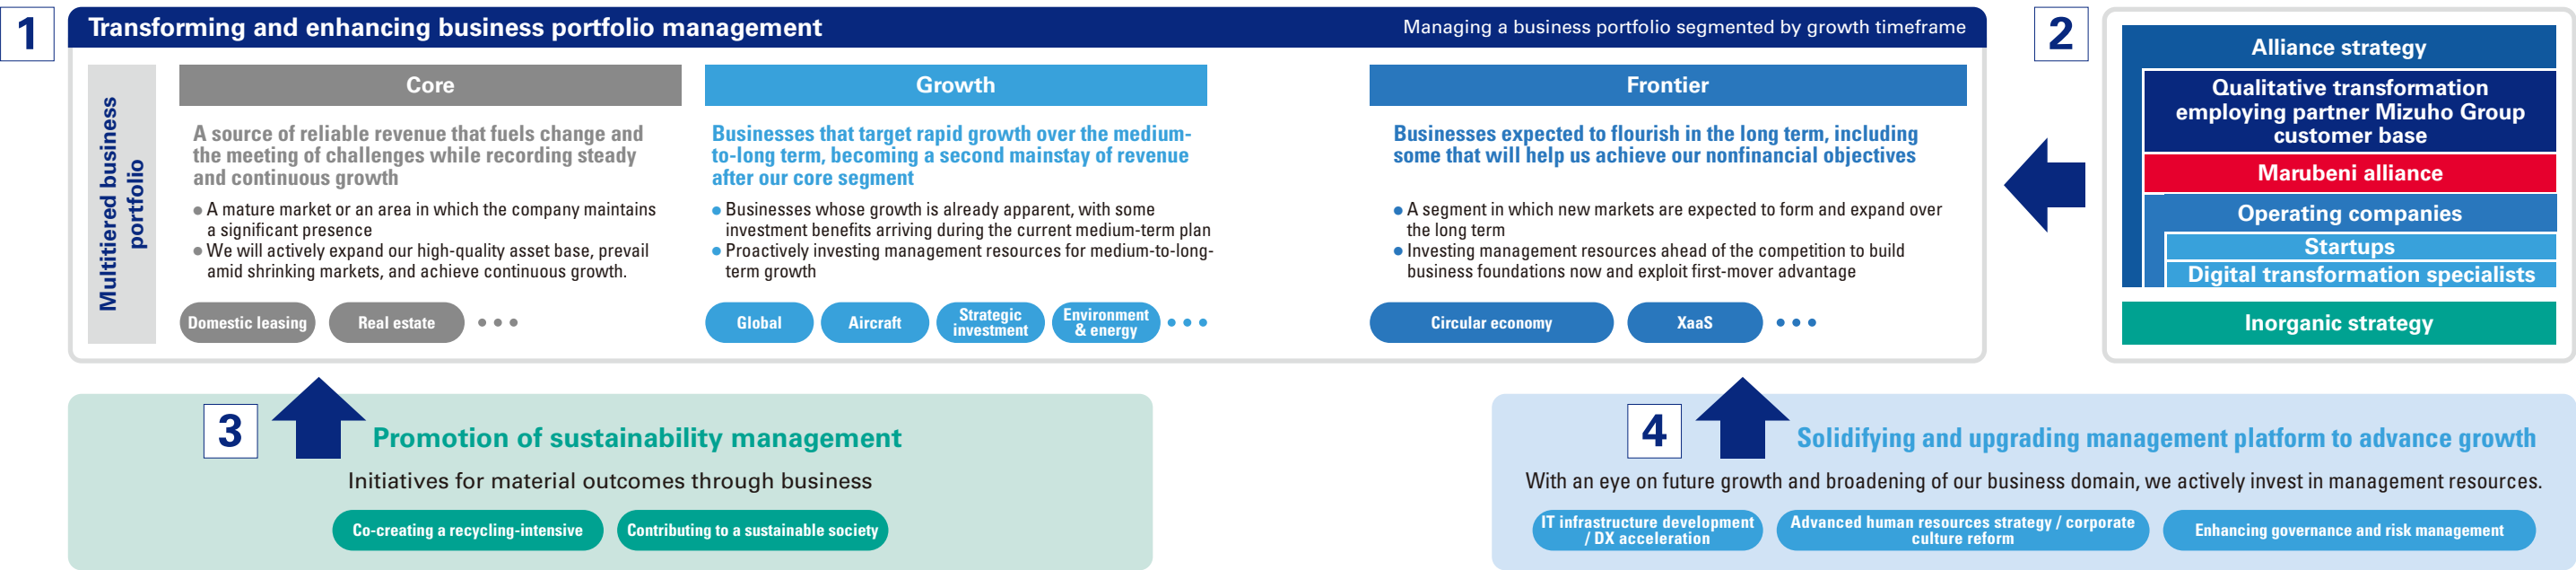 1
Transforming and enhancing business portfolio management
Managing a business portfolio segmented by growth timeframe
Multitiered business
portfolio
Core
A source of reliable revenue that fuels change and
the meeting of challenges while recording steady
and continuous growth
● A mature market or an area in which the company maintains
a significant presence
● We will actively expand our high-quality asset base, prevail
amid shrinking markets, and achieve continuous growth.
Domestic leasing
Real estate
● ● ●
Growth
Businesses that target rapid growth over the medium-
to-long term, becoming a second mainstay of revenue
after our core segment
● Businesses whose growth is already apparent, with some
investment benefits arriving during the current medium-term plan
● Proactively investing management resources for medium-to-long-
term growth
Global
Aircraft
Strategic
investment
Environment
& energy
● ● ●
Frontier
Businesses expected to flourish in the long term, including
some that will help us achieve our nonfinancial objectives
● A segment in which new markets are expected to form and expand over
the long term
● Investing management resources ahead of the competition to build
business foundations now and exploit first-mover advantage
Circular economy
XaaS
● ● ●
2
Alliance strategy
Qualitative transformation
employing partner Mizuho Group
customer base
Marubeni alliance
Operating companies
Startups
Digital transformation specialists
Inorganic strategy
3
Promotion of sustainability management
Initiatives for material outcomes through business
Co-creating a recycling-intensive
Contributing to a sustainable society
4
Solidifying and upgrading management platform to advance growth
With an eye on future growth and broadening of our business domain, we actively invest in management resources.
IT infrastructure development
/ DX acceleration
Advanced human resources strategy / corporate
culture reform
Enhancing governance and risk management